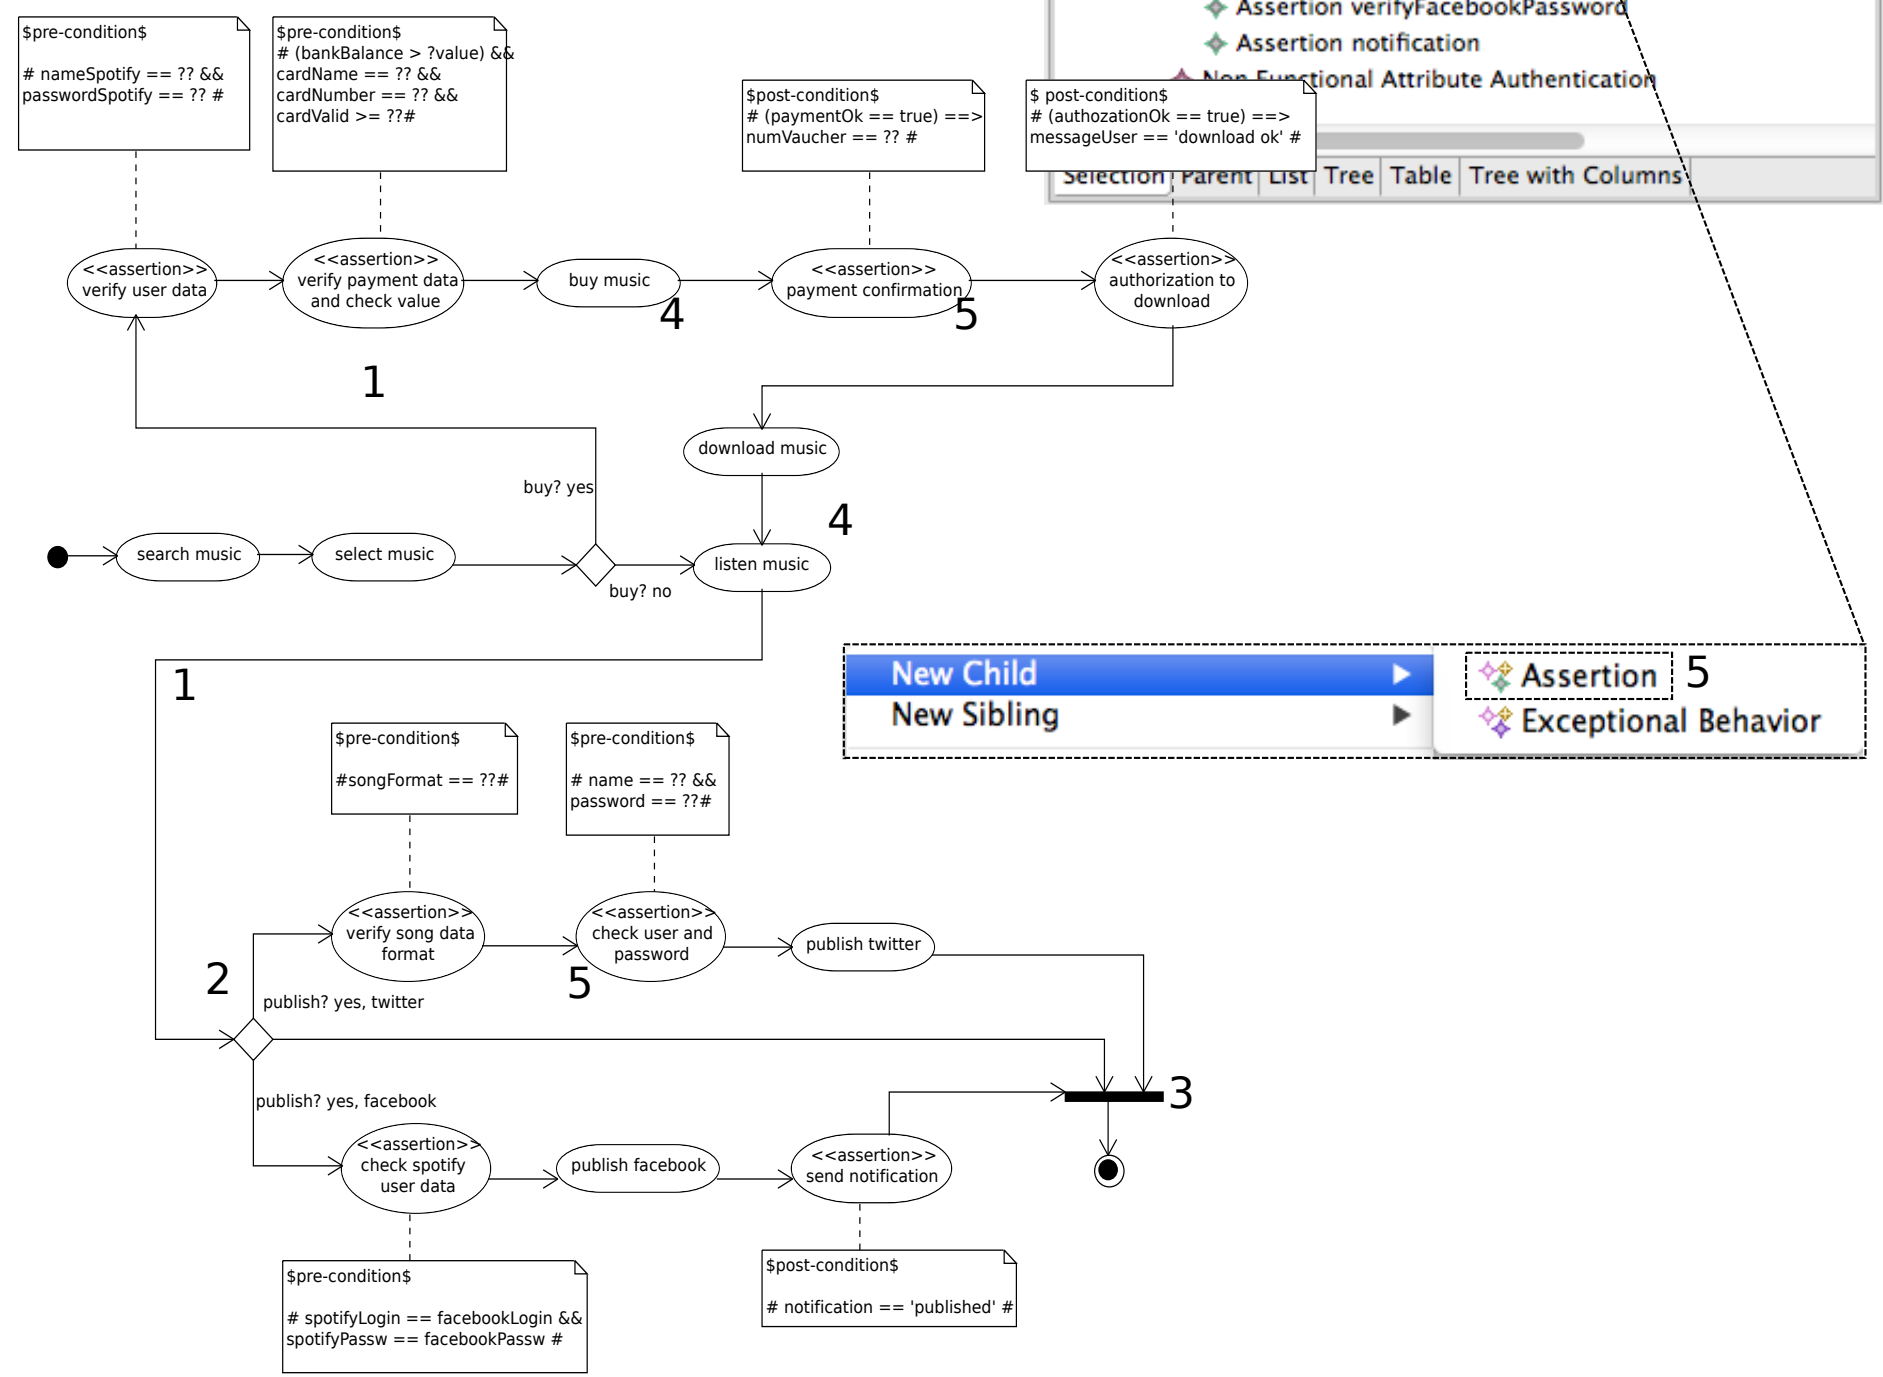 $pre-condition$
# nameSpotify == ?? &&
passwordSpotify == ?? #
$pre-condition$
# (bankBalance > ?value) &&
cardName == ?? &&
cardNumber == ?? &&
cardValid >= ??#
$post-condition$
# (paymentOk == true) ==>
numVaucher == ?? #
$ post-condition$
# (authozationOk == true) ==>
messageUser == 'download ok' #
Assertion verifyFacebookPassword
Assertion notification
Non Functional Attribute Authentication
Selection
Parent
List
Tree
Table
Tree with Columns
<<assertion>>
verify user data
<<assertion>>
verify payment data
and check value
buy music
4
<<assertion>>
payment confirmation
5
<<assertion>>
authorization to
download
1
download music
buy? yes
4
search music
select music
buy? no
listen music
1
New Child
New Sibling
Assertion
5
Exceptional Behavior
$pre-condition$
#songFormat == ??#
$pre-condition$
# name == ?? &&
password == ??#
<<assertion>>
verify song data
format
<<assertion>>
check user and
password
5
publish twitter
2
publish? yes, twitter
3
publish? yes, facebook
<<assertion>>
check spotify
user data
publish facebook
<<assertion>>
send notification
$pre-condition$
# spotifyLogin == facebookLogin &&
spotifyPassw == facebookPassw #
$post-condition$
# notification == 'published' #